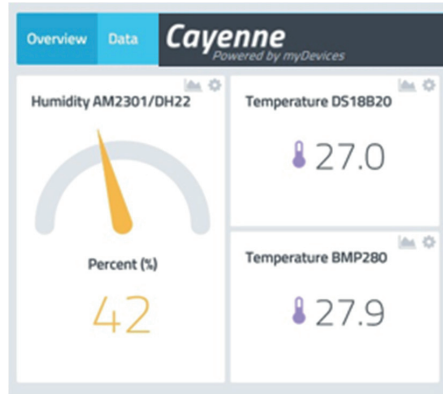 Overview Data Cayenne
Powered by myDevices
Humidity AM2301/DH22
Percent (%)
42
Temperature DS18B20
27.0
Temperature BMP280
27.9